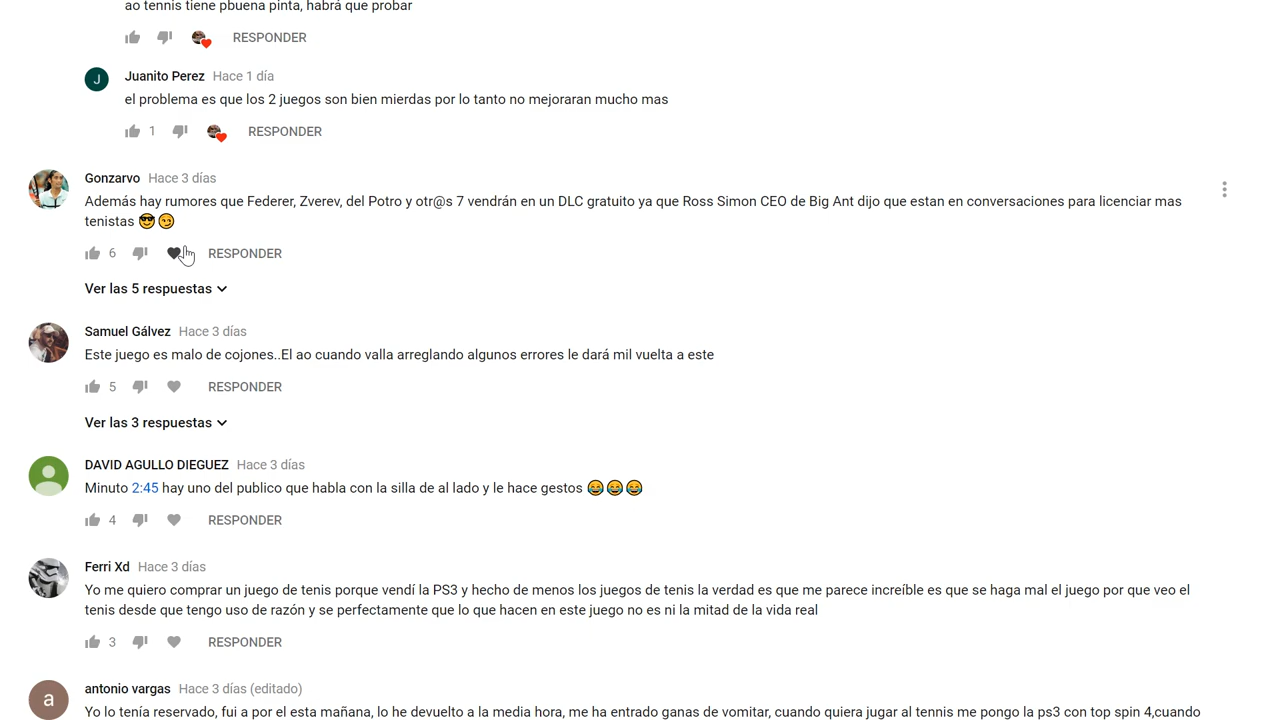 ao tennis tiene pbuena pinta, habrá que probar
RESPONDER
J
Juanito Perez Hace 1 día
el problema es que los 2 juegos son bien mierdas por lo tanto no mejoraran mucho mas
1 RESPONDER
Gonzarvo Hace 3 días
Además hay rumores que Federer, Zverev, del Potro y otr@s 7 vendrán en un DLC gratuito ya que Ross Simon CEO de Big Ant dijo que estan en conversaciones para licenciar mas
tenistas 😎😏
6 RESPONDER
Ver las 5 respuestas
Samuel Gálvez Hace 3 días
Este juego es malo de cojones..El ao cuando valla arreglando algunos errores le dará mil vuelta a este
5 RESPONDER
Ver las 3 respuestas
DAVID AGULLO DIEGUEZ Hace 3 días
Minuto 2:45 hay uno del publico que habla con la silla de al lado y le hace gestos 😂😂😂
4 RESPONDER
Ferri Xd Hace 3 días
Yo me quiero comprar un juego de tenis porque vendí la PS3 y hecho de menos los juegos de tenis la verdad es que me parece increíble es que se haga mal el juego por que veo el
tenis desde que tengo uso de razón y se perfectamente que lo que hacen en este juego no es ni la mitad de la vida real
3 RESPONDER
a
antonio vargas Hace 3 días (editado)
Yo lo tenía reservado, fui a por el esta mañana, lo he devuelto a la media hora, me ha entrado ganas de vomitar, cuando quiera jugar al tennis me pongo la ps3 con top spin 4,cuando